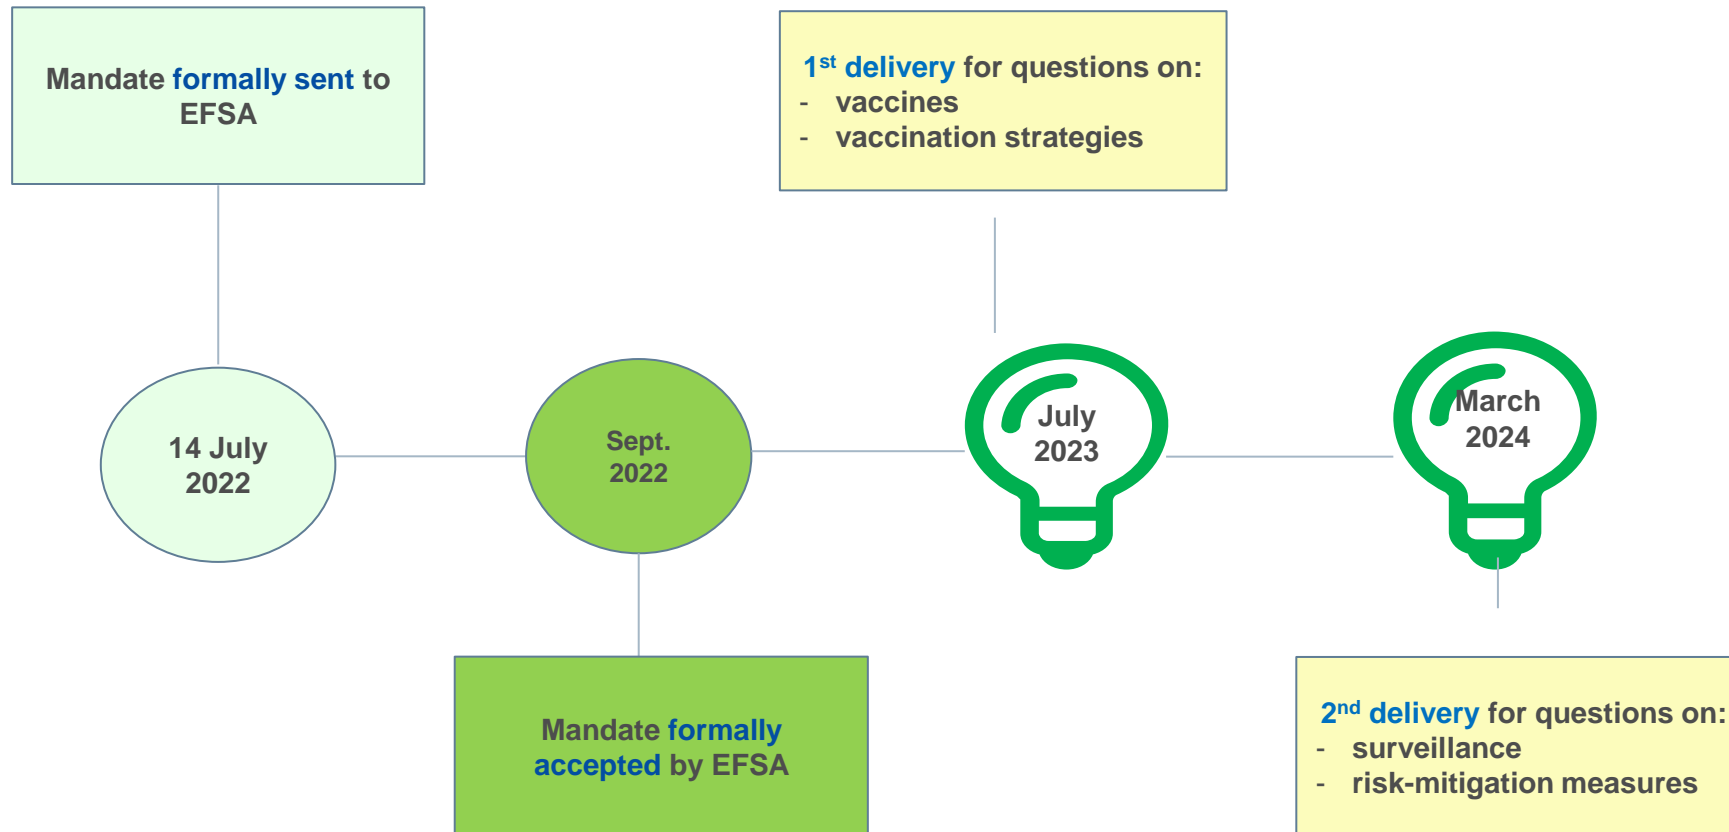 Mandate formally sent to
EFSA
1st delivery for questions on:
- vaccines
- vaccination strategies
14 July
2022
Sept.
2022
July
2023
March
2024
Mandate formally
accepted by EFSA
2nd delivery for questions on:
- surveillance
- risk-mitigation measures